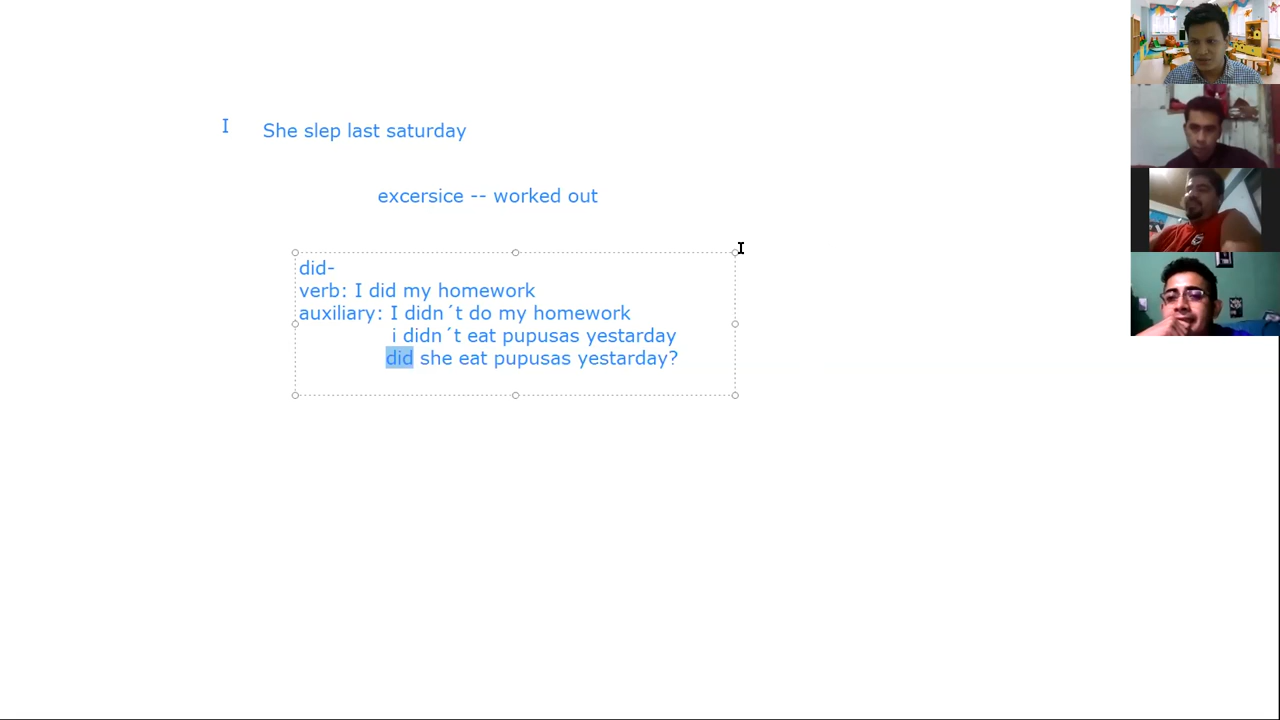 I
She slep last saturday
excersice -- worked out
did-
verb: I did my homework
auxiliary: I didn´t do my homework
i didn´t eat pupusas yestarday
did she eat pupusas yestarday?